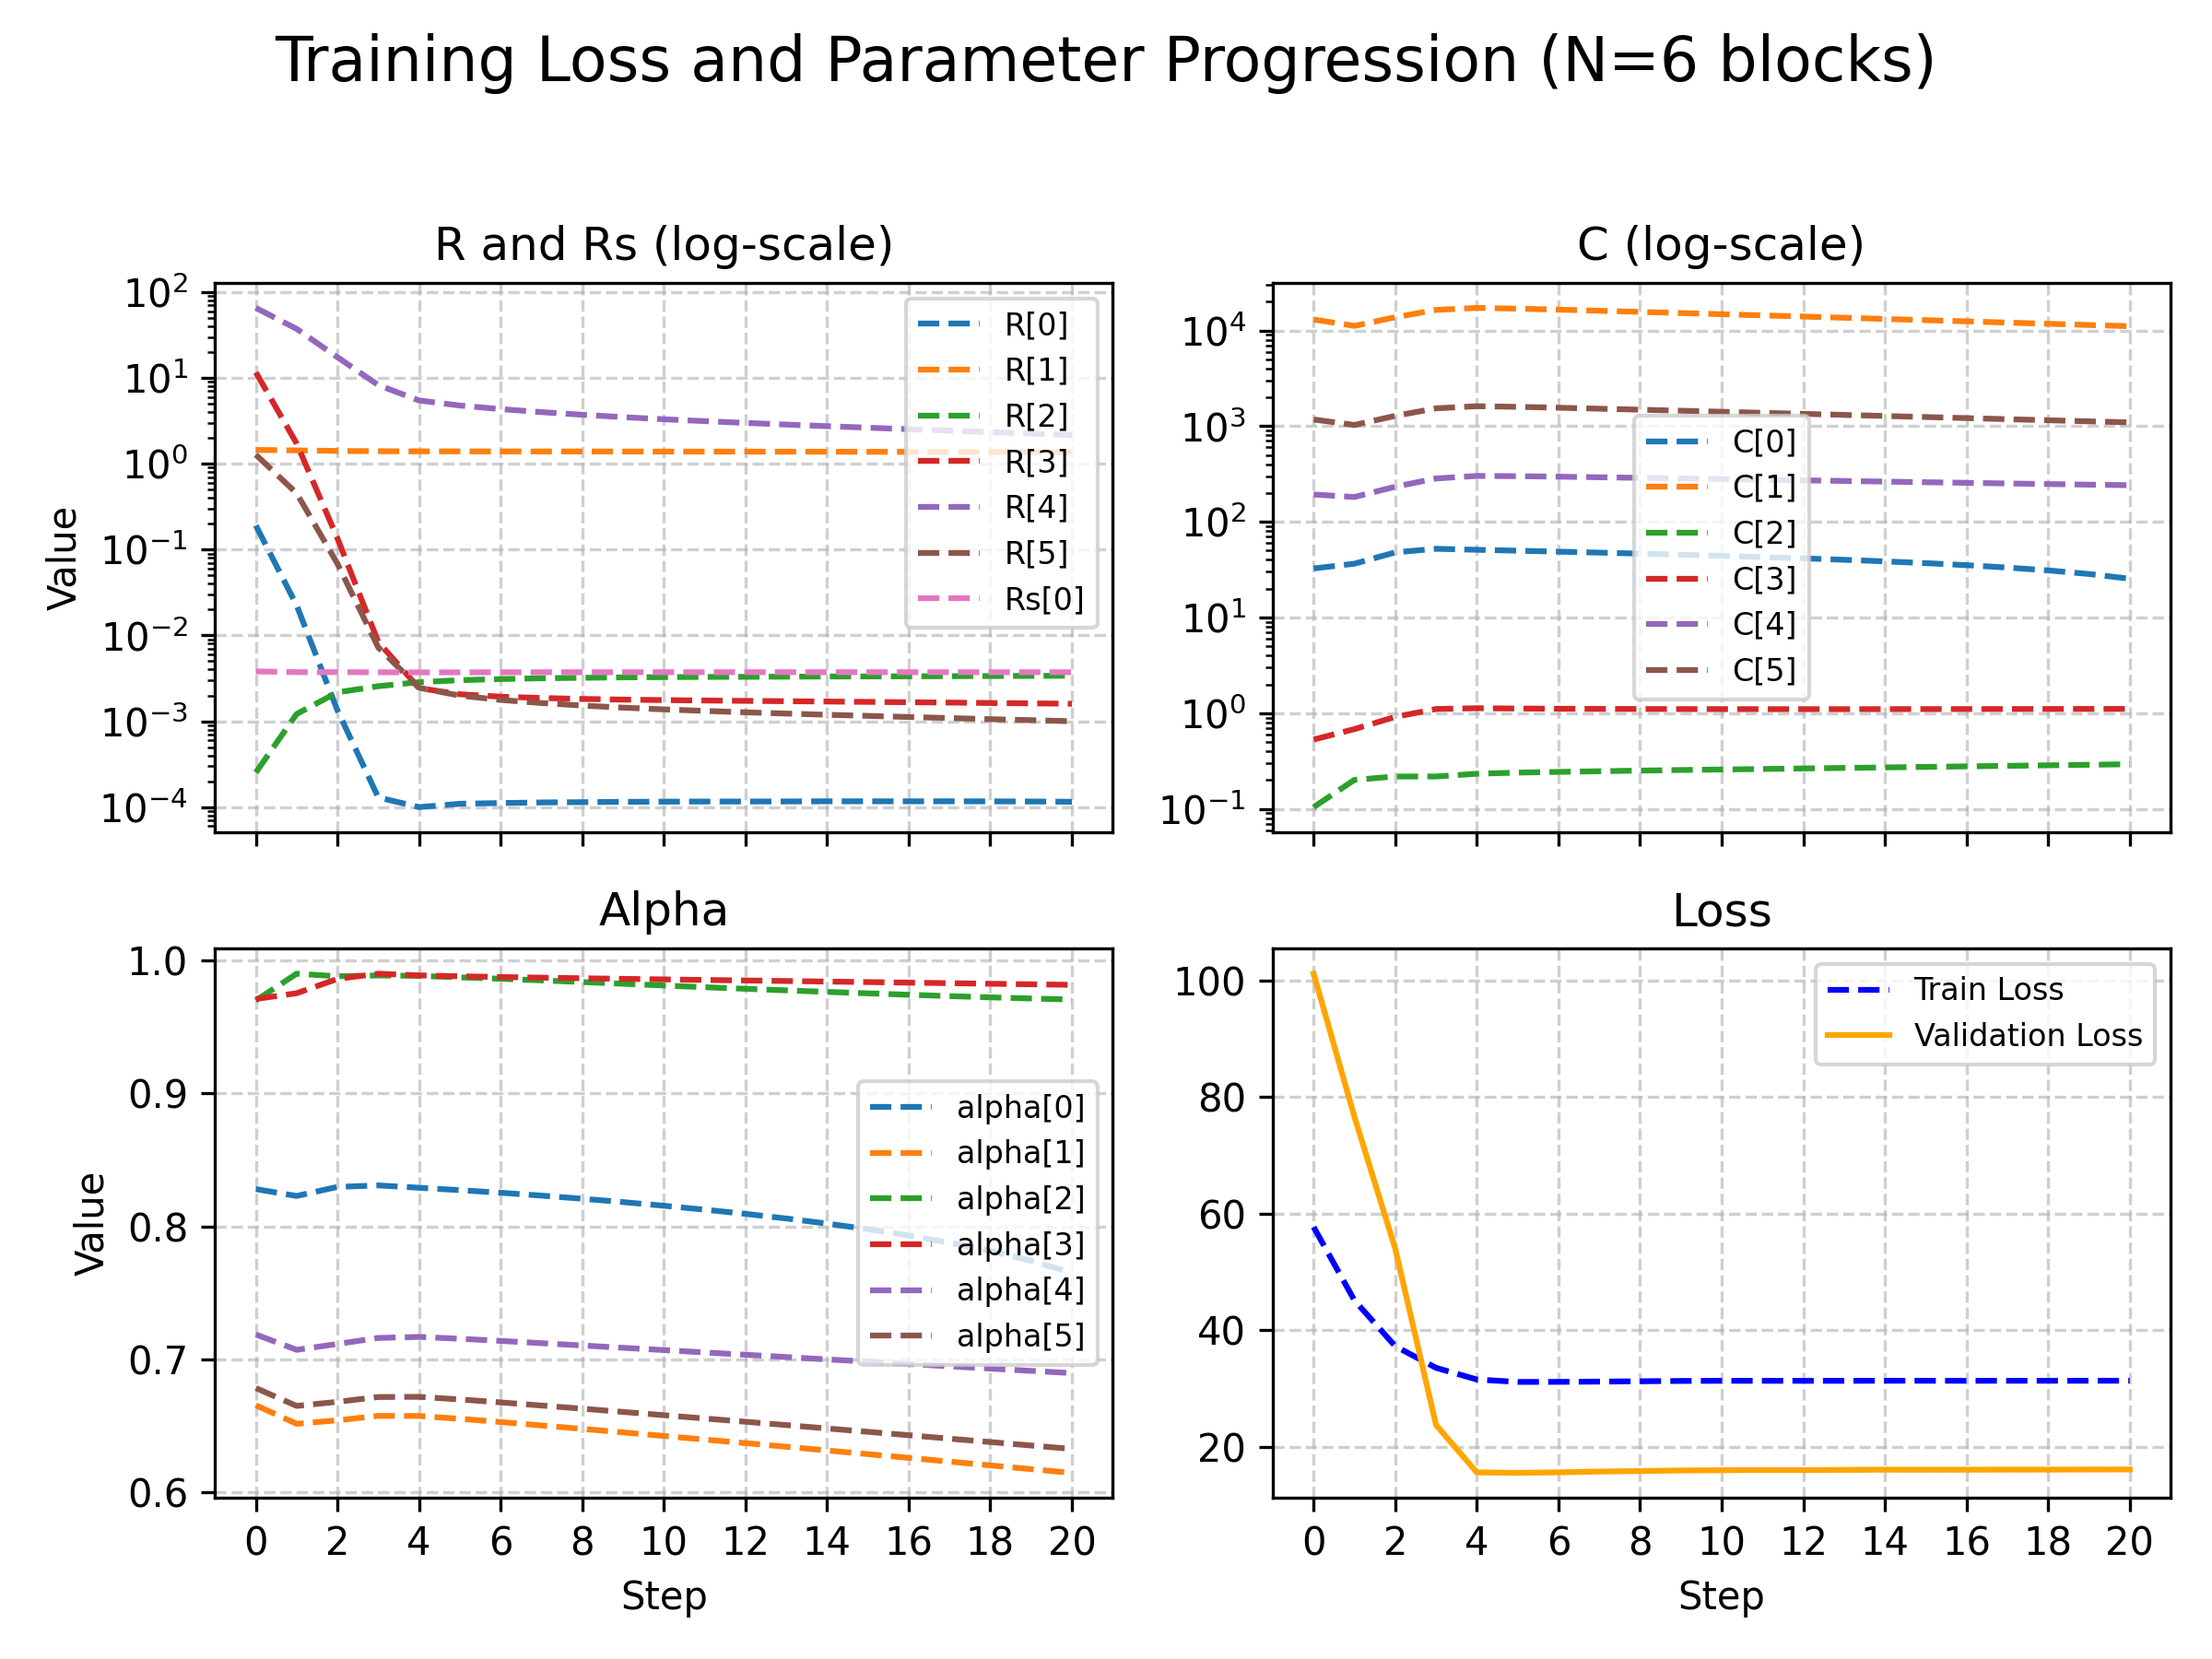 Training Loss and Parameter Progression (N=6 blocks)
R and Rs (log-scale)
Value
10²
10¹
10⁰
10⁻¹
10⁻²
10⁻³
10⁻⁴
R[0]
R[1]
R[2]
R[3]
R[4]
R[5]
Rs[0]
C (log-scale)
10⁴
10³
10²
10¹
10⁰
10⁻¹
C[0]
C[1]
C[2]
C[3]
C[4]
C[5]
Alpha
Value
1.0
0.9
0.8
0.7
0.6
alpha[0]
alpha[1]
alpha[2]
alpha[3]
alpha[4]
alpha[5]
0 2 4 6 8 10 12 14 16 18 20
Step
Loss
100
80
60
40
20
Train Loss
Validation Loss
0 2 4 6 8 10 12 14 16 18 20
Step